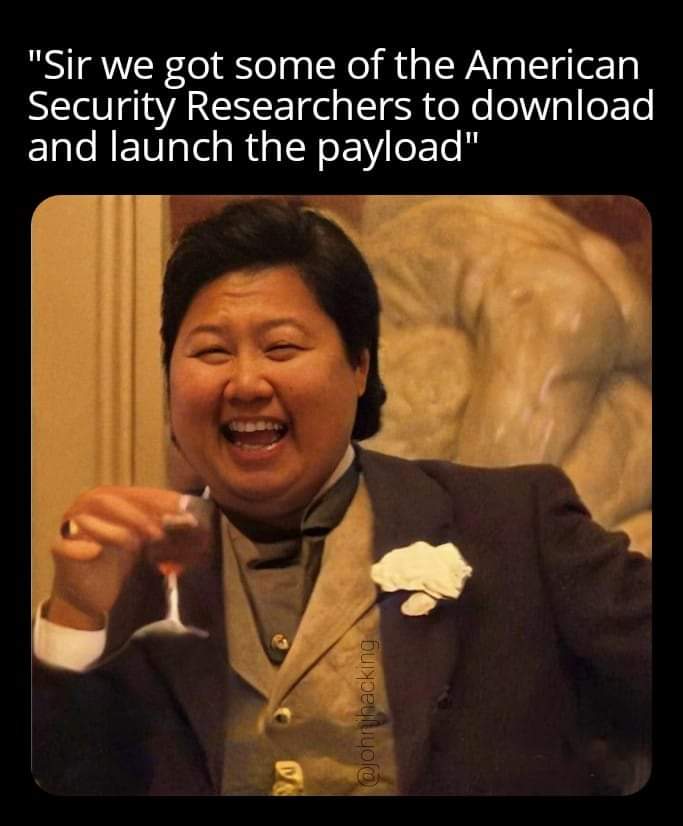 "Sir we got some of the American
Security Researchers to download
and launch the payload"
@johnjhacking